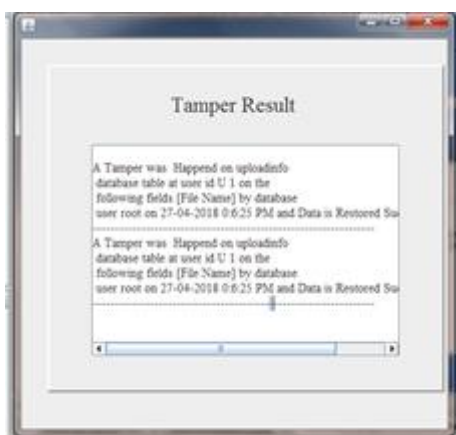 Tamper Result
A Tamper was Happend on uploadinfo
database table at user id U 1 on the
following fields [File Name] by database
user root on 27-04-2018 0:6:25 PM and Data is Restored Su
--------------------------------------------------------------------
A Tamper was Happend on uploadinfo
database table at user id U 1 on the
following fields [File Name] by database
user root on 27-04-2018 0:6:25 PM and Data is Restored Su
--------------------------------------------------------------------